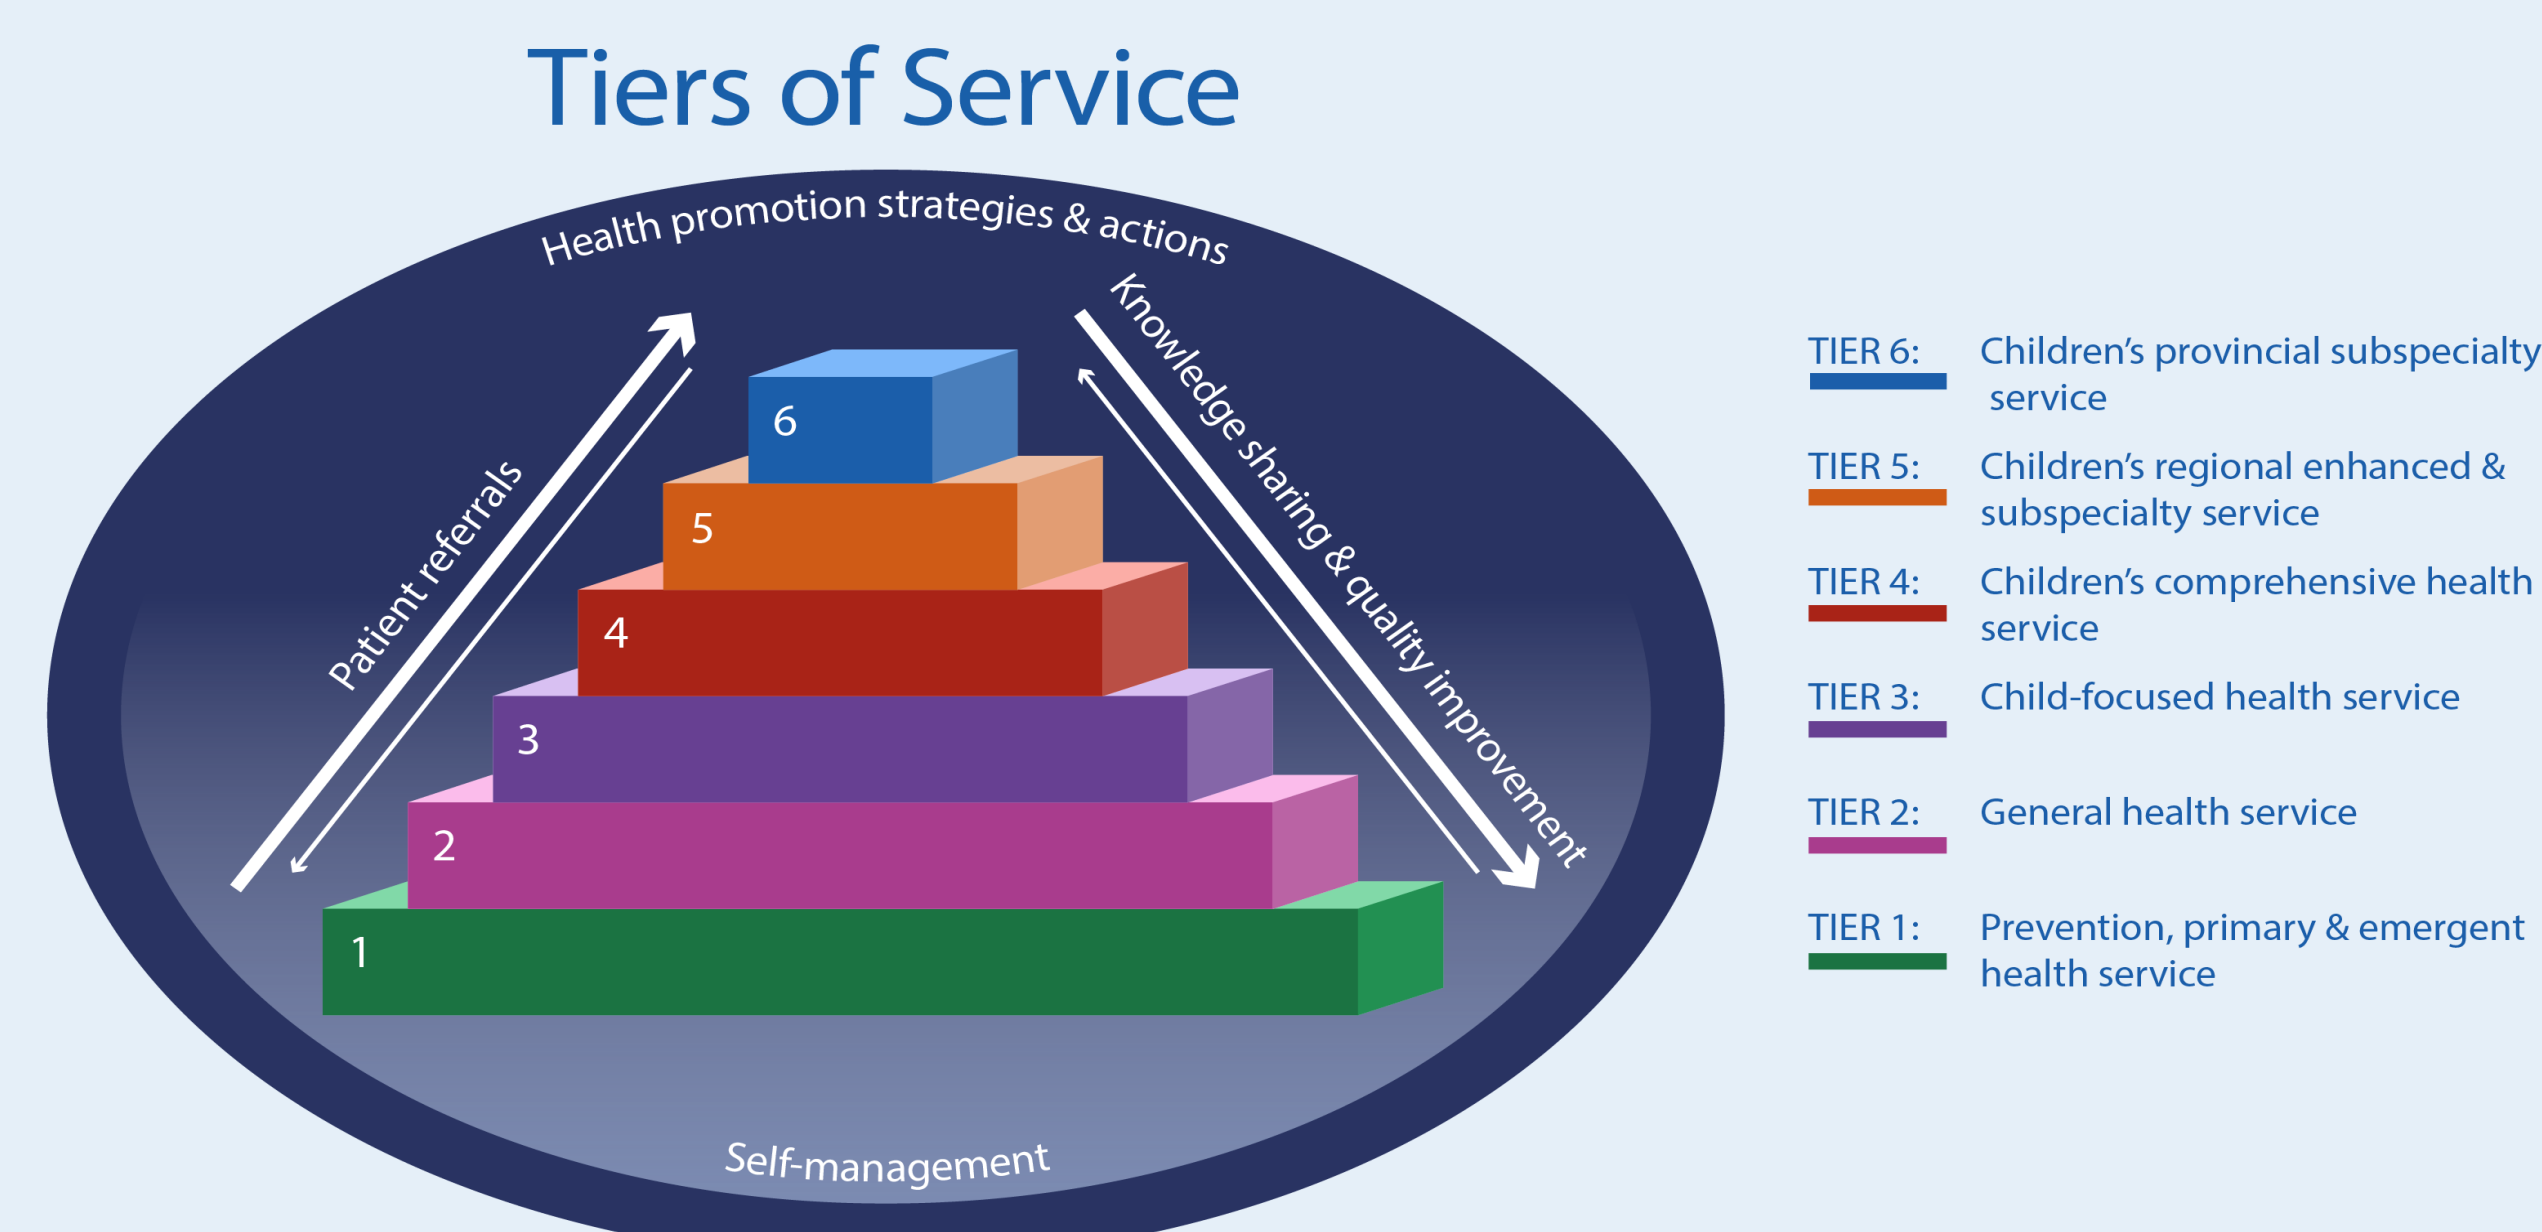 Tiers of Service
Health promotion strategies & actions
Patient referrals
Knowledge sharing & quality improvement
6
5
4
3
2
1
Self-management
TIER 6: Children’s provincial subspecialty
service
TIER 5: Children’s regional enhanced &
subspecialty service
TIER 4: Children’s comprehensive health
service
TIER 3: Child-focused health service
TIER 2: General health service
TIER 1: Prevention, primary & emergent
health service